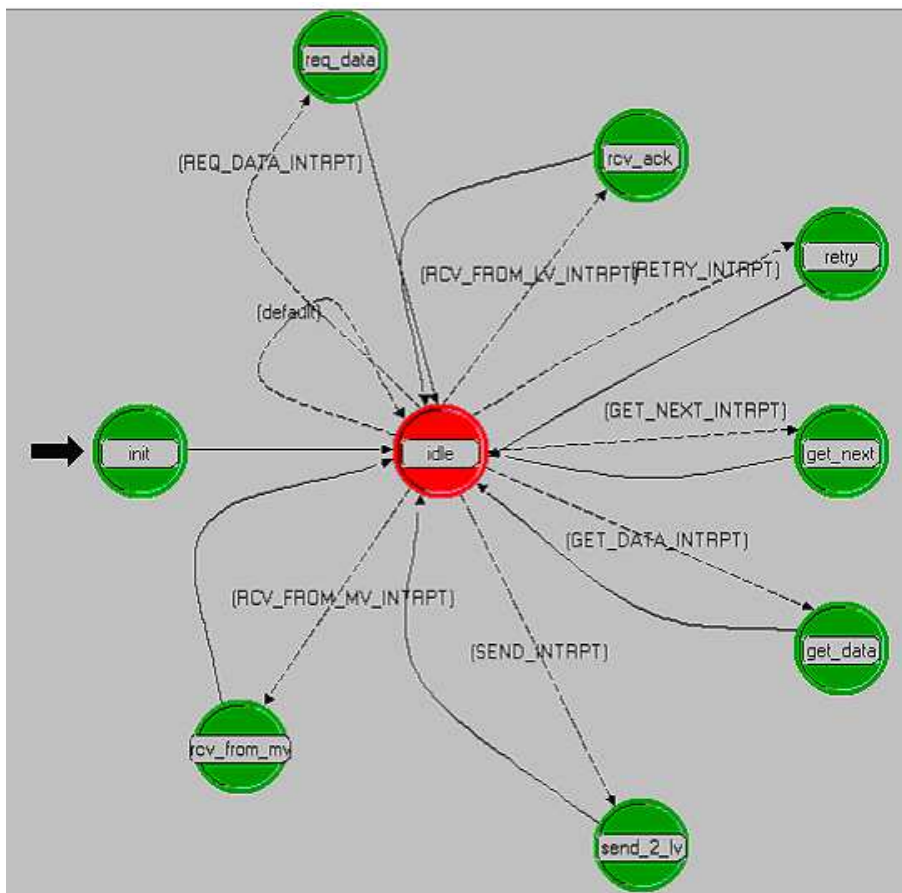 req_data
(REQ_DATA_INTRPT)
rcv_ack
(RCV_FROM_LV_INTRPT)
(RETRY_INTRPT)
retry
(default)
(GET_NEXT_INTRPT)
init
idle
get_next
(GET_DATA_INTRPT)
(RCV_FROM_MV_INTRPT)
(SEND_INTRPT)
get_data
rcv_from_mv
send_2_lv